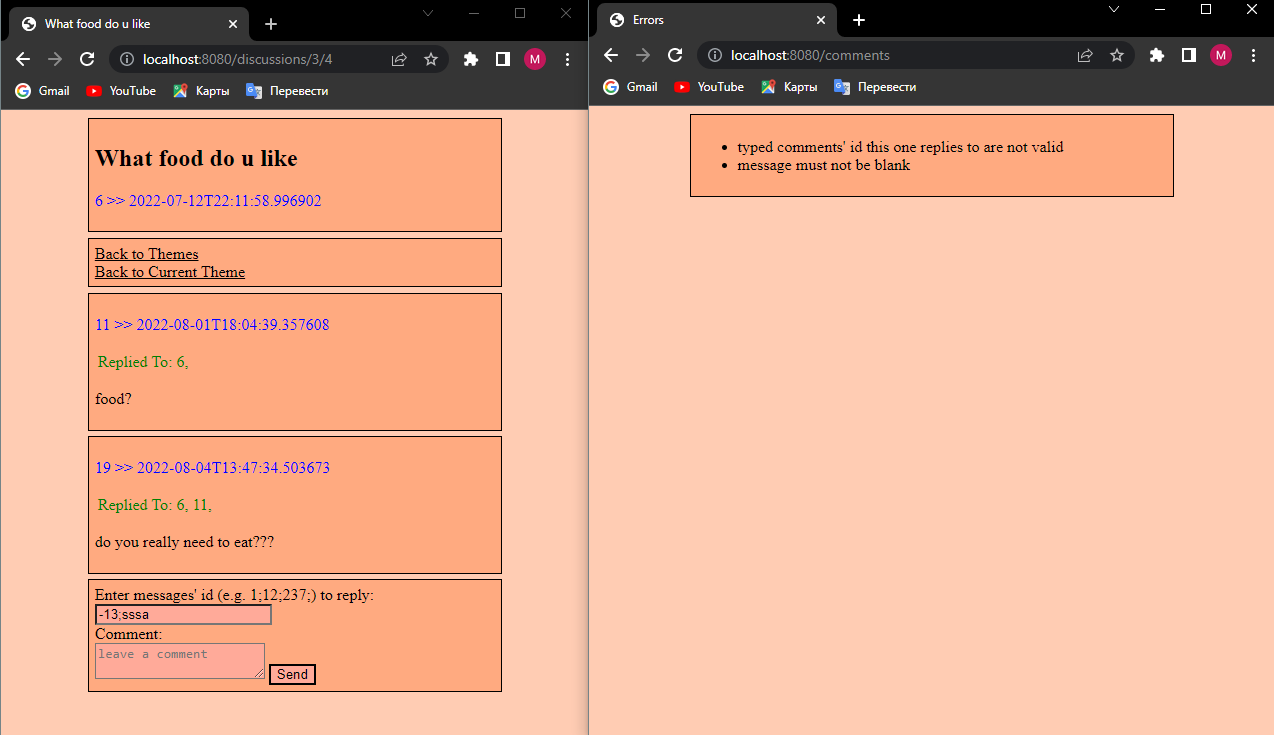 What food do u like
localhost:8080/discussions/3/4
M
Gmail
YouTube
Карты
Перевести
What food do u like
6 >> 2022-07-12T22:11:58.996902
Back to Themes
Back to Current Theme
11 >> 2022-08-01T18:04:39.357608
Replied To: 6,
food?
19 >> 2022-08-04T13:47:34.503673
Replied To: 6, 11,
do you really need to eat???
Enter messages' id (e.g. 1;12;237;) to reply:
-13;sssa
Comment:
leave a comment
Send
Errors
localhost:8080/comments
M
Gmail
YouTube
Карты
Перевести
typed comments' id this one replies to are not valid
message must not be blank